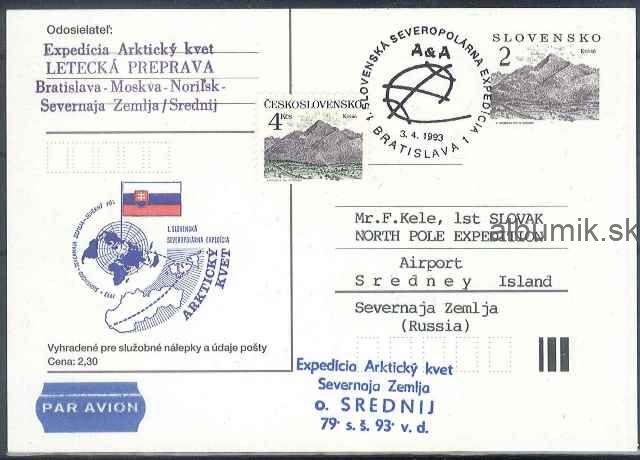 Odosielateľ:
Expedícia Arktický kvet
LETECKÁ PREPRAVA
Bratislava - Moskva - Noriľsk -
Severnaja Zemlja/Srednij
ČESKOSLOVENSKO
4 Kčs
Kriváň
1. SLOVENSKÁ SEVEROPOLÁRNA EXPEDÍCIA
A&A
3. 4. 1993
BRATISLAVA 1
SLOVENSKO
2
Kriváň
1. SLOVENSKÁ
SEVEROPOLÁRNA EXPEDÍCIA
ARKTICKÝ
KVET
Mr.F.Kele, 1st SLOVAK
NORTH POLE EXPEDITION
albumik.sk
Airport
Sredney Island
Severnaja Zemlja
(Russia)
Vyhradené pre služobné nálepky a údaje pošty
Cena: 2,30
PAR AVION
Expedícia Arktický kvet
Severnaja Zemlja
o. SREDNIJ
79° s. š. 93° v. d.